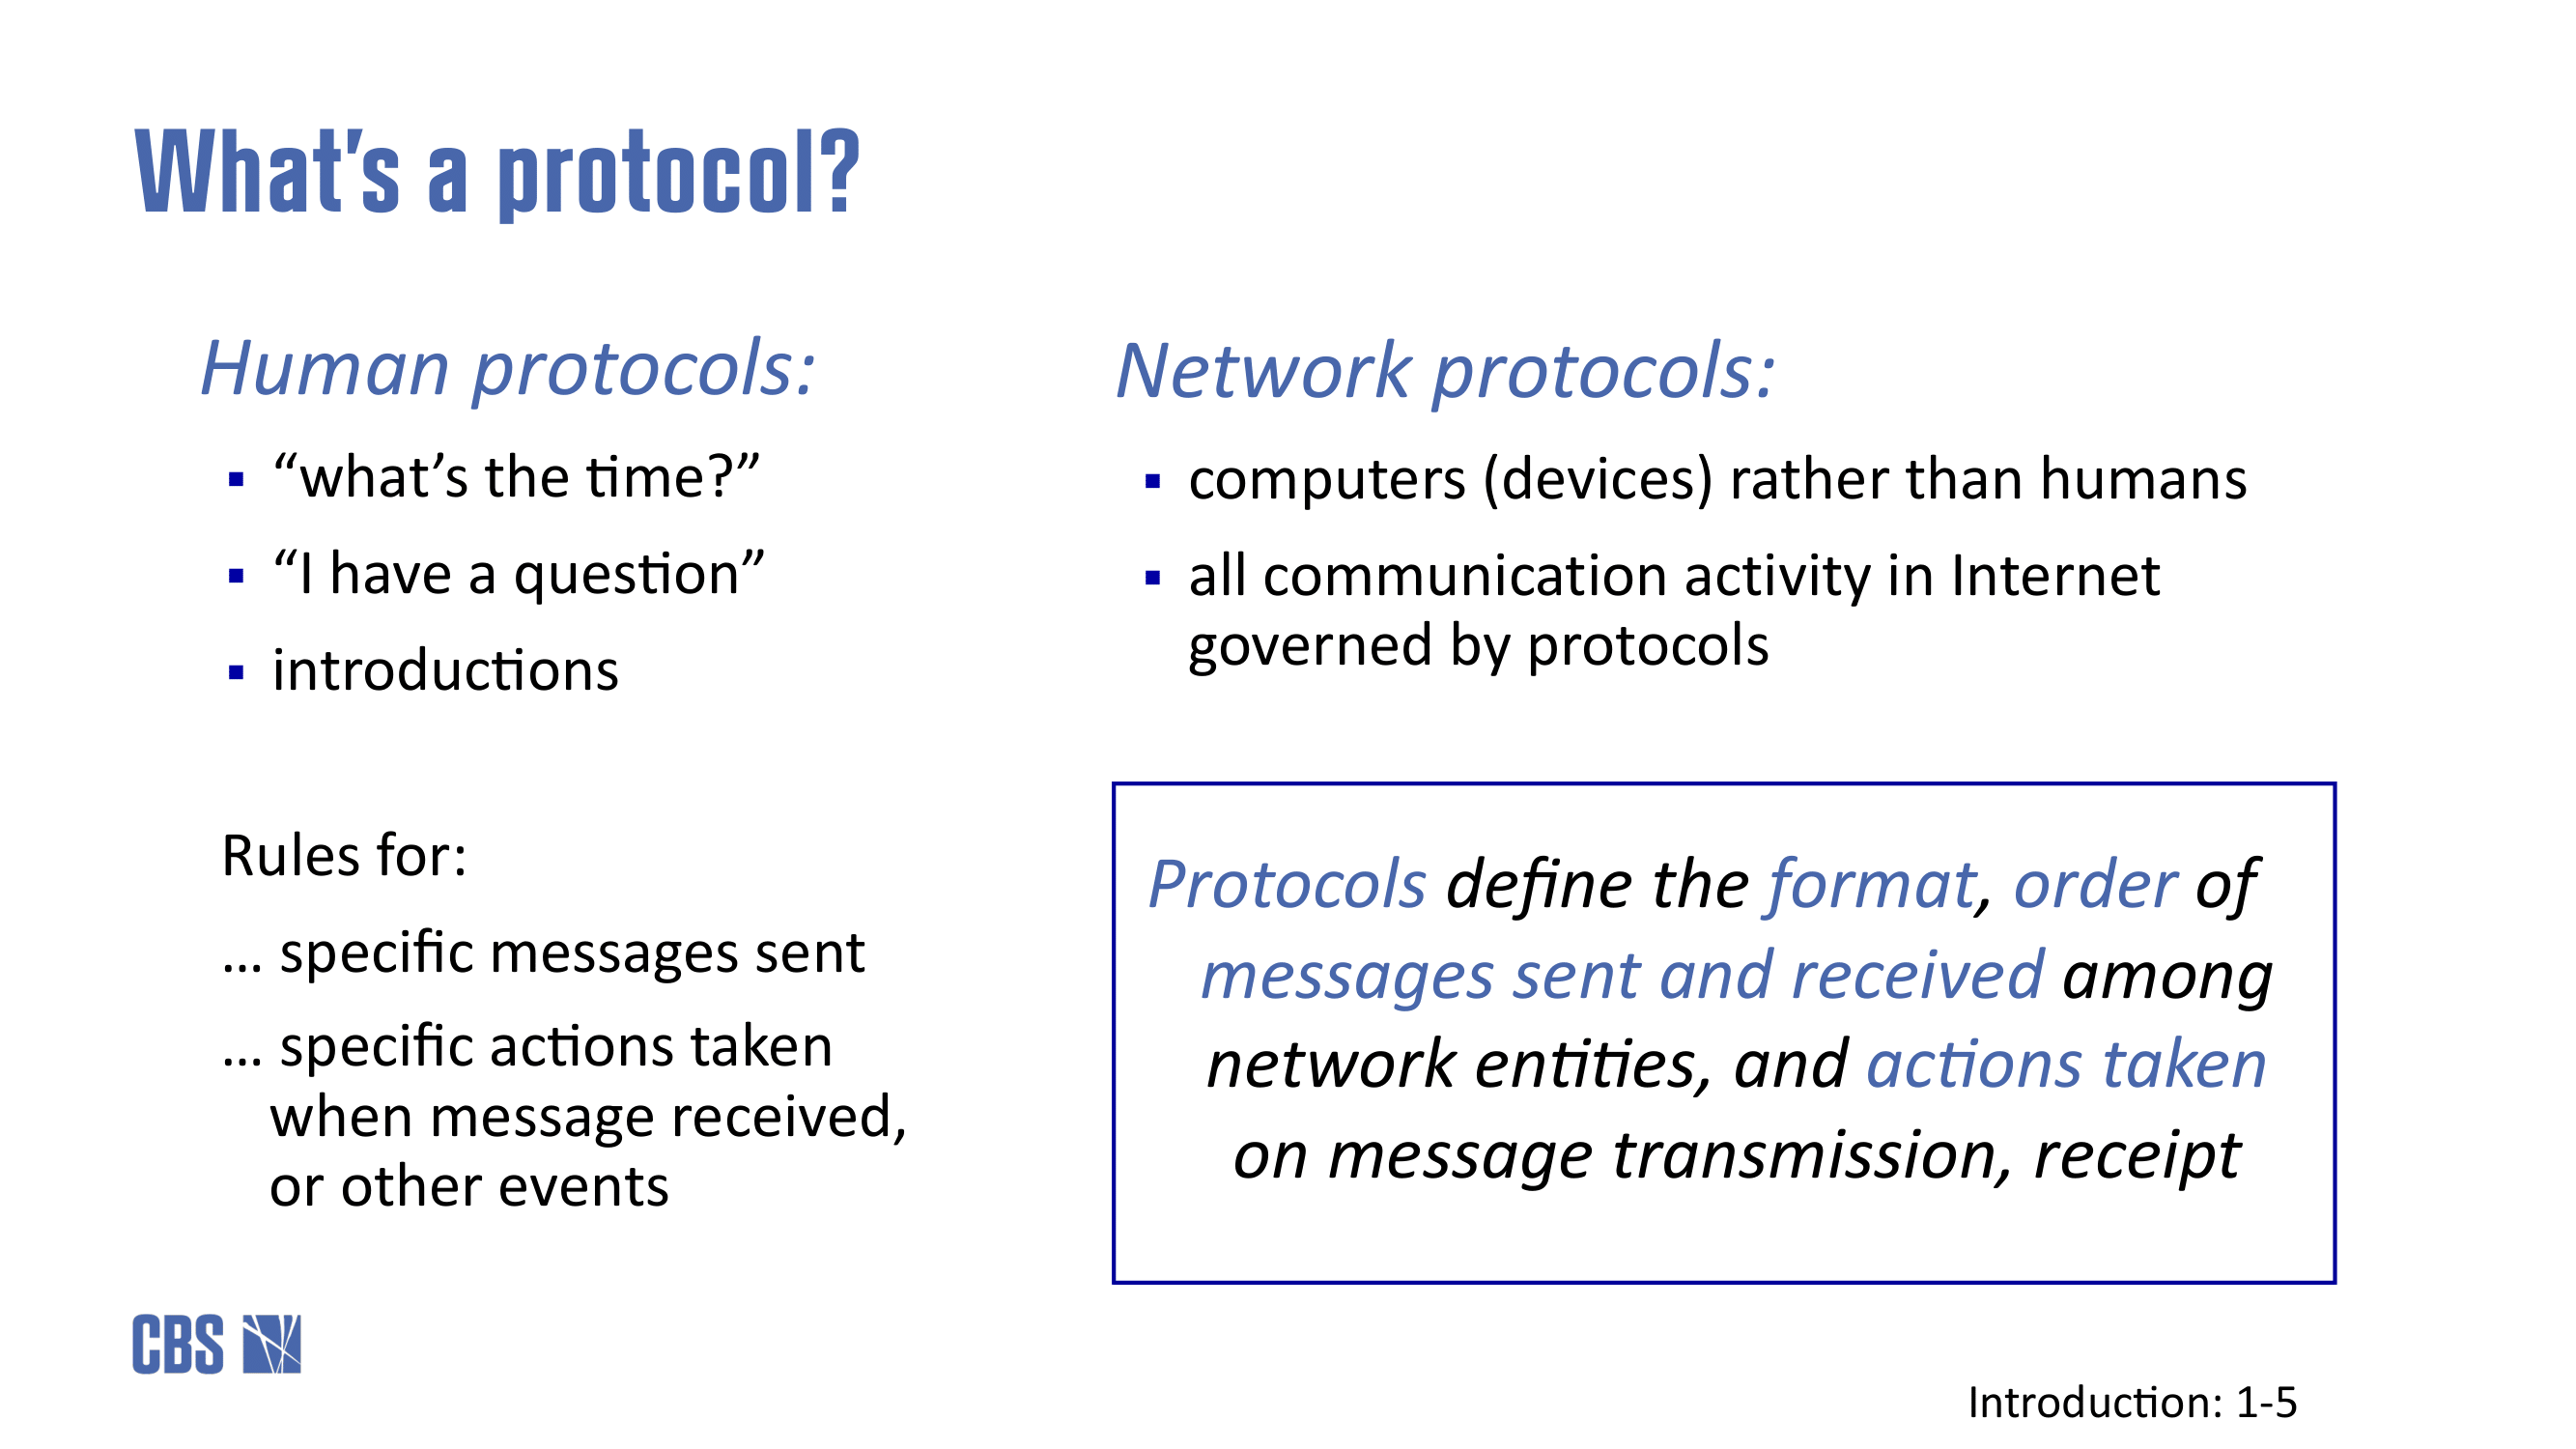 What’s a protocol?
Human protocols:
▪ “what’s the time?”
▪ “I have a question”
▪ introductions
Rules for:
… specific messages sent
… specific actions taken
when message received,
or other events
Network protocols:
▪ computers (devices) rather than humans
▪ all communication activity in Internet
governed by protocols
Protocols define the format, order of
messages sent and received among
network entities, and actions taken
on message transmission, receipt
CBS
Introduction: 1-5